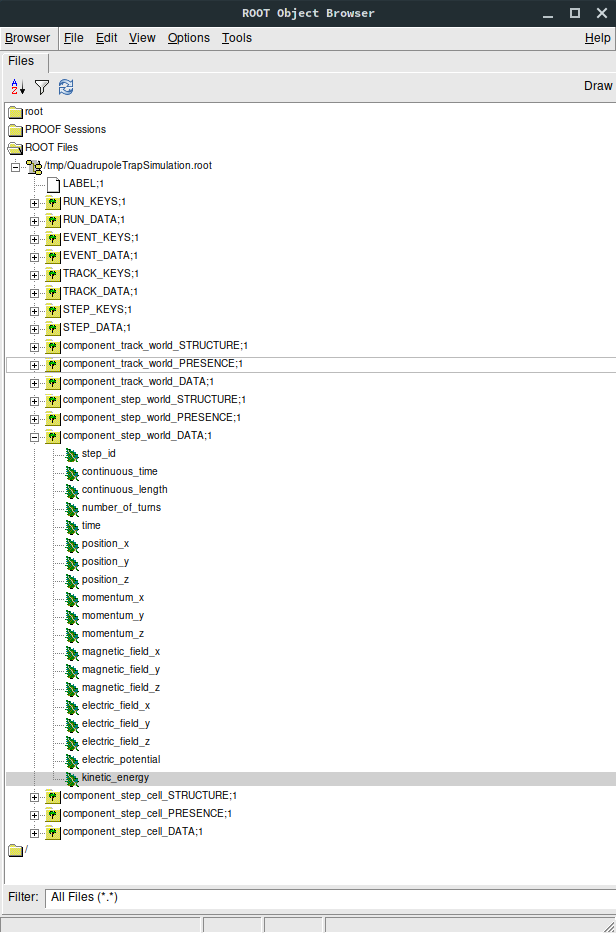 ROOT Object Browser
Browser File Edit View Options Tools Help
Files
Draw
root
PROOF Sessions
ROOT Files
/tmp/QuadrupoleTrapSimulation.root
LABEL;1
RUN_KEYS;1
RUN_DATA;1
EVENT_KEYS;1
EVENT_DATA;1
TRACK_KEYS;1
TRACK_DATA;1
STEP_KEYS;1
STEP_DATA;1
component_track_world_STRUCTURE;1
component_track_world_PRESENCE;1
component_track_world_DATA;1
component_step_world_STRUCTURE;1
component_step_world_PRESENCE;1
component_step_world_DATA;1
step_id
continuous_time
continuous_length
number_of_turns
time
position_x
position_y
position_z
momentum_x
momentum_y
momentum_z
magnetic_field_x
magnetic_field_y
magnetic_field_z
electric_field_x
electric_field_y
electric_field_z
electric_potential
kinetic_energy
component_step_cell_STRUCTURE;1
component_step_cell_PRESENCE;1
component_step_cell_DATA;1
/
Filter: All Files (*.*)